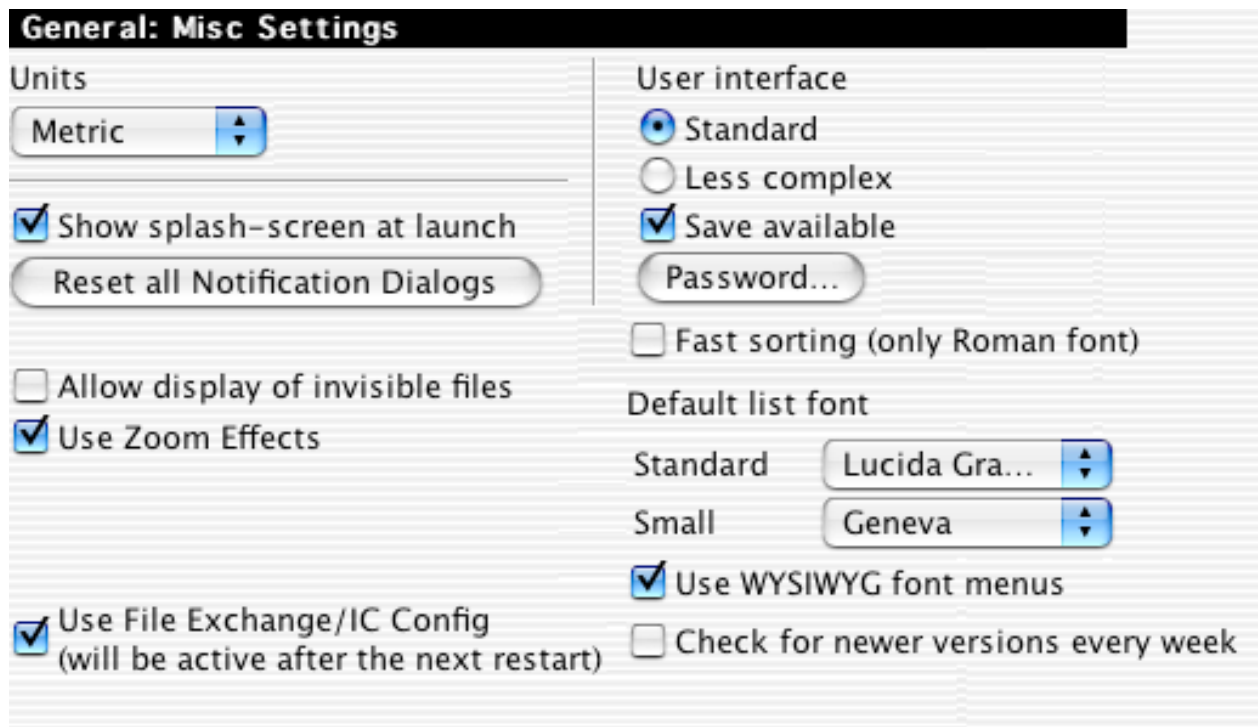 General: Misc Settings
Units
Metric
Show splash-screen at launch
Reset all Notification Dialogs
Allow display of invisible files
Use Zoom Effects
Use File Exchange/IC Config
(will be active after the next restart)
User interface
Standard
Less complex
Save available
Password...
Fast sorting (only Roman font)
Default list font
Standard Lucida Gra...
Small Geneva
Use WYSIWYG font menus
Check for newer versions every week